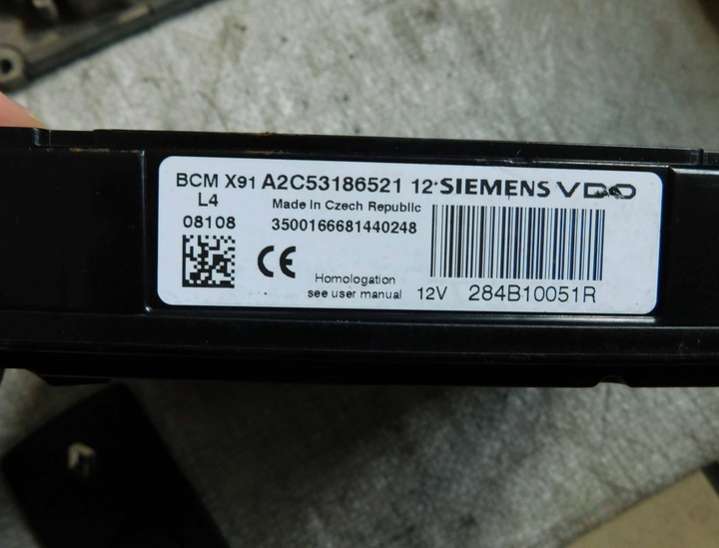 BCM X91 A2C53186521 12 SIEMENS VDO
L4 Made in Czech Republic
08108 3500166681440248
CE
Homologation
see user manual 12V 284B10051R